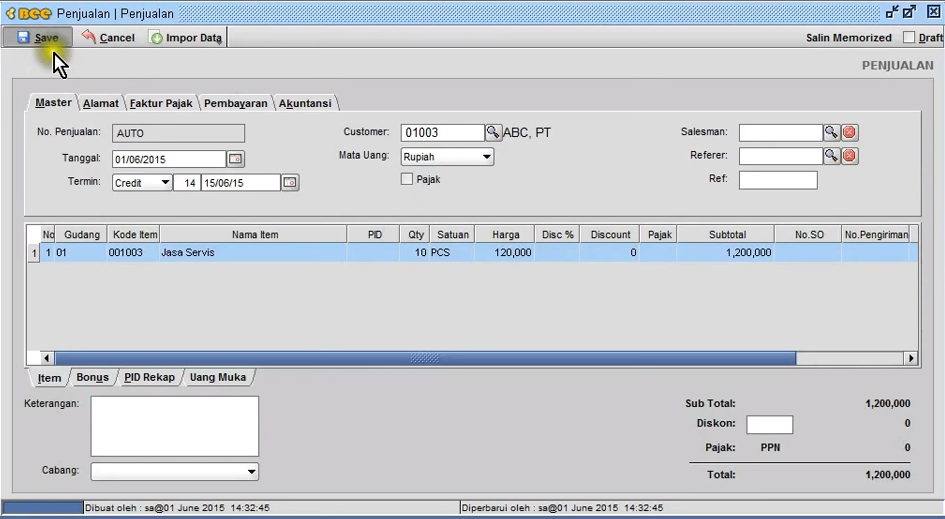 BEE Penjualan | Penjualan
Save Cancel Impor Data Salin Memorized Draft
PENJUALAN
Master Alamat Faktur Pajak Pembayaran Akuntansi
No. Penjualan: AUTO Customer: 01003 ABC, PT Salesman:
Tanggal: 01/06/2015 Mata Uang: Rupiah Referer:
Termin: Credit 14 15/06/15 Pajak Ref:
No Gudang Kode Item Nama Item PID Qty Satuan Harga Disc % Discount Pajak Subtotal No.SO No.Pengiriman
1 1 01 001003 Jasa Servis 10 PCS 120,000 0 1,200,000
Item Bonus PID Rekap Uang Muka
Keterangan: Sub Total: 1,200,000
Diskon: 0
Pajak: PPN 0
Cabang: Total: 1,200,000
Dibuat oleh : sa@01 June 2015 14:32:45 Diperbarui oleh : sa@01 June 2015 14:32:45